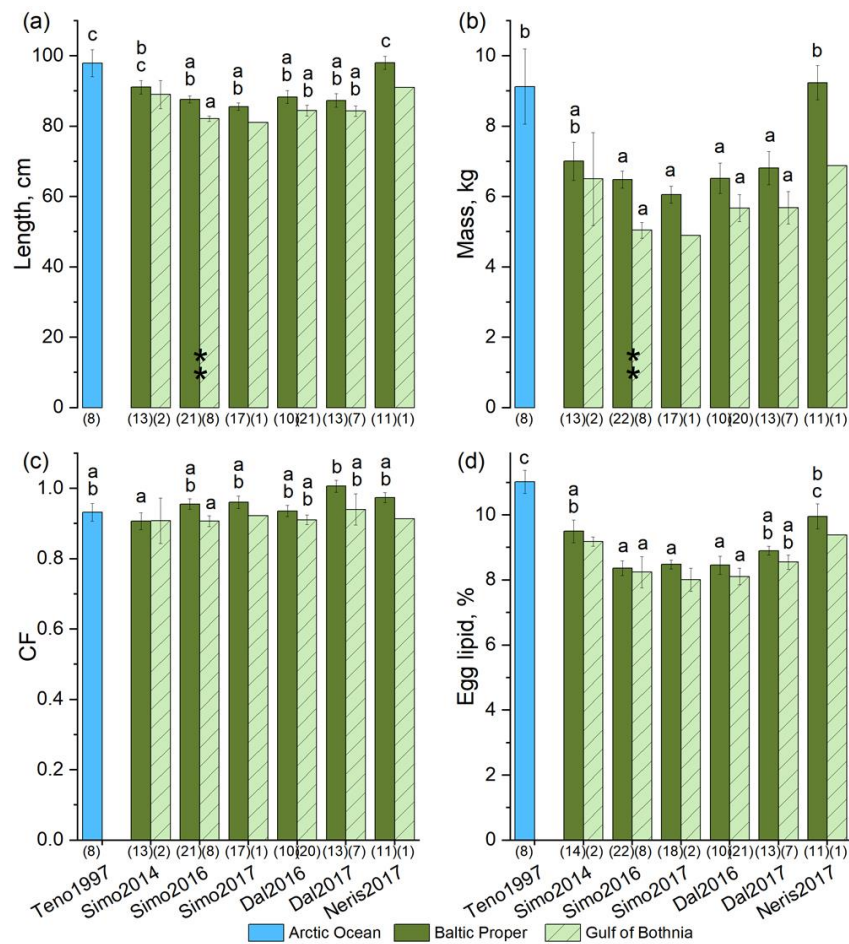 (a)
Length, cm
100
80
60
40
20
0
c
b
c
a
b
a
a
b
a
b
a
b
a
b
a
b
c
**
(8) (13)(2) (21)(8) (17)(1) (10)(21) (13)(7) (11)(1)
(b)
Mass, kg
10
8
6
4
2
0
b
a
b
a
a
a
a
a
a
a
b
**
(8) (13)(2) (22)(8) (17)(1) (10)(20) (13)(7) (11)(1)
(c)
CF
1.0
0.8
0.6
0.4
0.2
0.0
a
b
a
a
b
a
a
b
a
b
a
b
b
a
b
a
b
(8) (13)(2) (21)(8) (17)(1) (10)(20) (13)(7) (11)(1)
Teno1997
Simo2014
Simo2016
Simo2017
Dal2016
Dal2017
Neris2017
(d)
Egg lipid, %
10
8
6
4
2
0
c
a
b
a
a
a
a
a
a
b
a
b
b
c
(8) (14)(2) (22)(8) (18)(2) (10)(21) (13)(7) (11)(1)
Teno1997
Simo2014
Simo2016
Simo2017
Dal2016
Dal2017
Neris2017
Arctic Ocean Baltic Proper Gulf of Bothnia